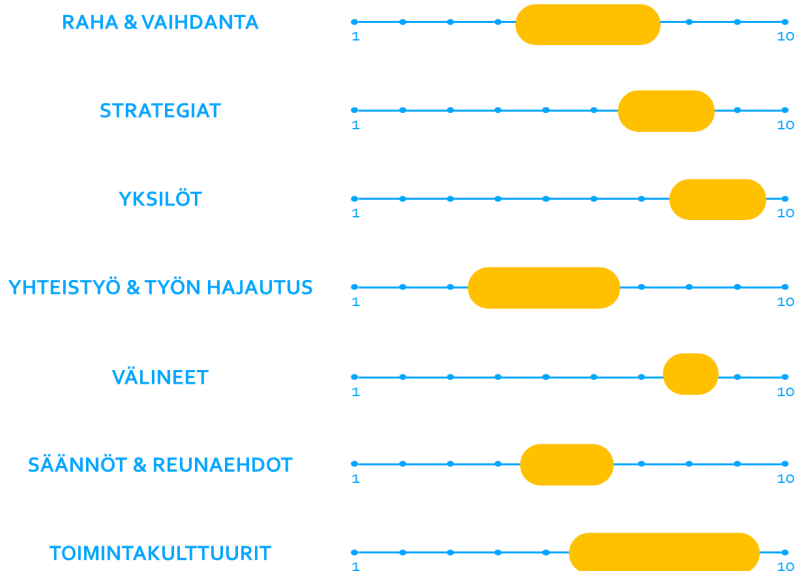 RAHA & VAIHDANTA
1 10
STRATEGIAT
1 10
YKSILÖT
1 10
YHTEISTYÖ & TYÖN HAJAUTUS
1 10
VÄLINEET
1 10
SÄÄNNÖT & REUNAEHDOT
1 10
TOIMINTAKULTTUURIT
1 10